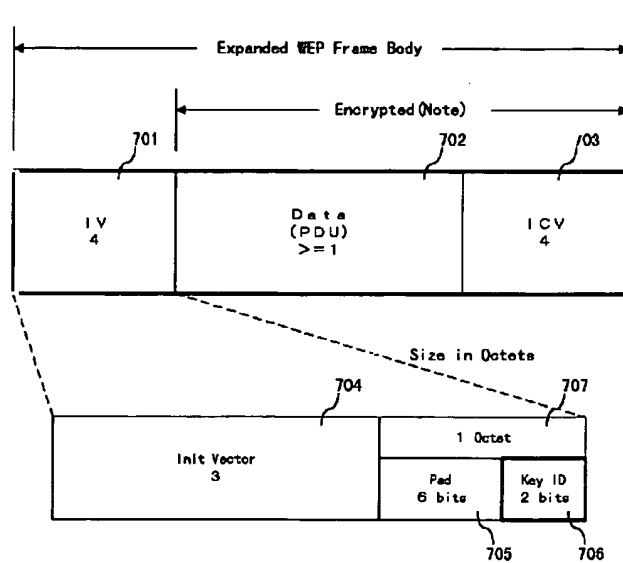 Expanded WEP Frame Body
Encrypted(Note)
701
702
703
IV
4
Data
(PDU)
>=1
ICV
4
Size in Octets
704
707
Init Vector
3
1 Octet
Pad
6 bits
Key ID
2 bits
705
706